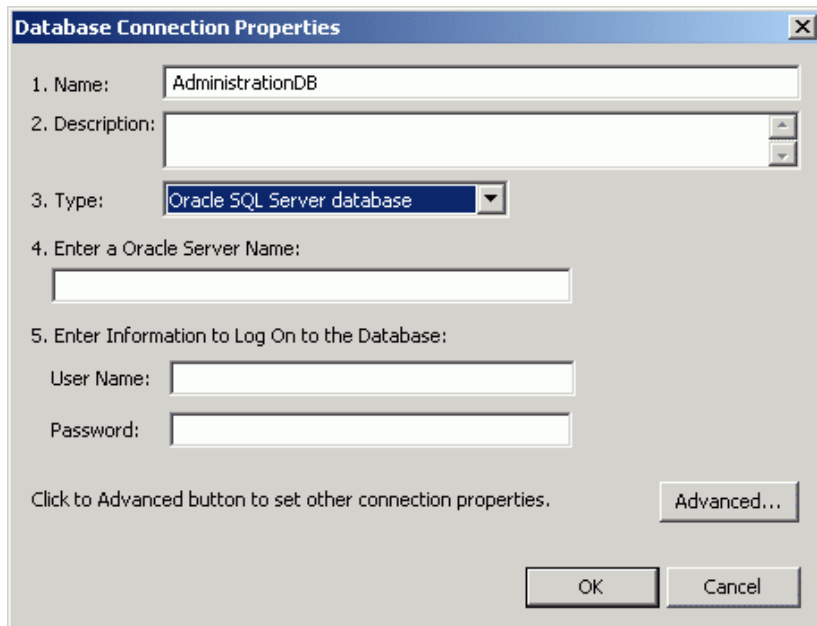 Database Connection Properties
1. Name: AdministrationDB
2. Description:
3. Type: Oracle SQL Server database
4. Enter a Oracle Server Name:
5. Enter Information to Log On to the Database:
User Name:
Password:
Click to Advanced button to set other connection properties. Advanced...
OK Cancel